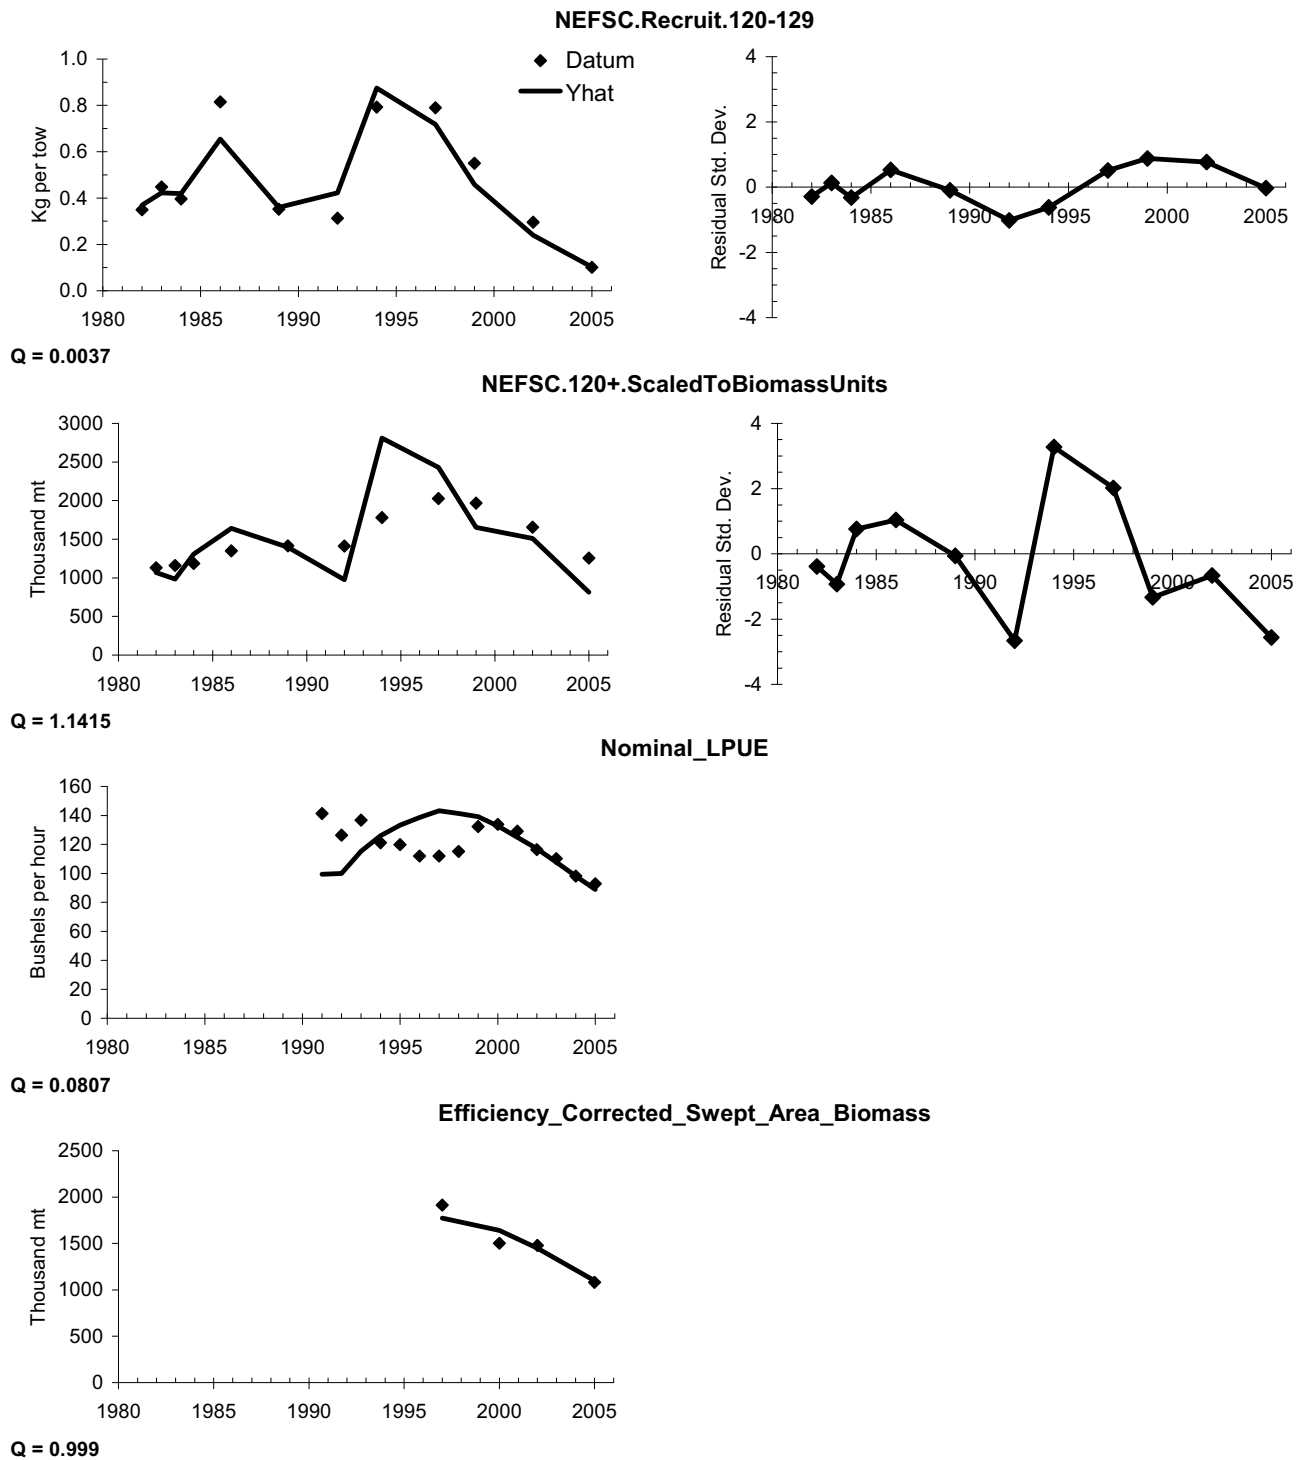 NEFSC.Recruit.120-129
Datum
Yhat
Kg per tow
1.0
0.8
0.6
0.4
0.2
0.0
1980 1985 1990 1995 2000 2005
Residual Std. Dev.
4
2
0
-2
-4
1980 1985 1990 1995 2000 2005
Q = 0.0037
NEFSC.120+.ScaledToBiomassUnits
Thousand mt
3000
2500
2000
1500
1000
500
0
1980 1985 1990 1995 2000 2005
Residual Std. Dev.
4
2
0
-2
-4
1980 1985 1990 1995 2000 2005
Q = 1.1415
Nominal_LPUE
Bushels per hour
160
140
120
100
80
60
40
20
0
1980 1985 1990 1995 2000 2005
Q = 0.0807
Efficiency_Corrected_Swept_Area_Biomass
Thousand mt
2500
2000
1500
1000
500
0
1980 1985 1990 1995 2000 2005
Q = 0.999